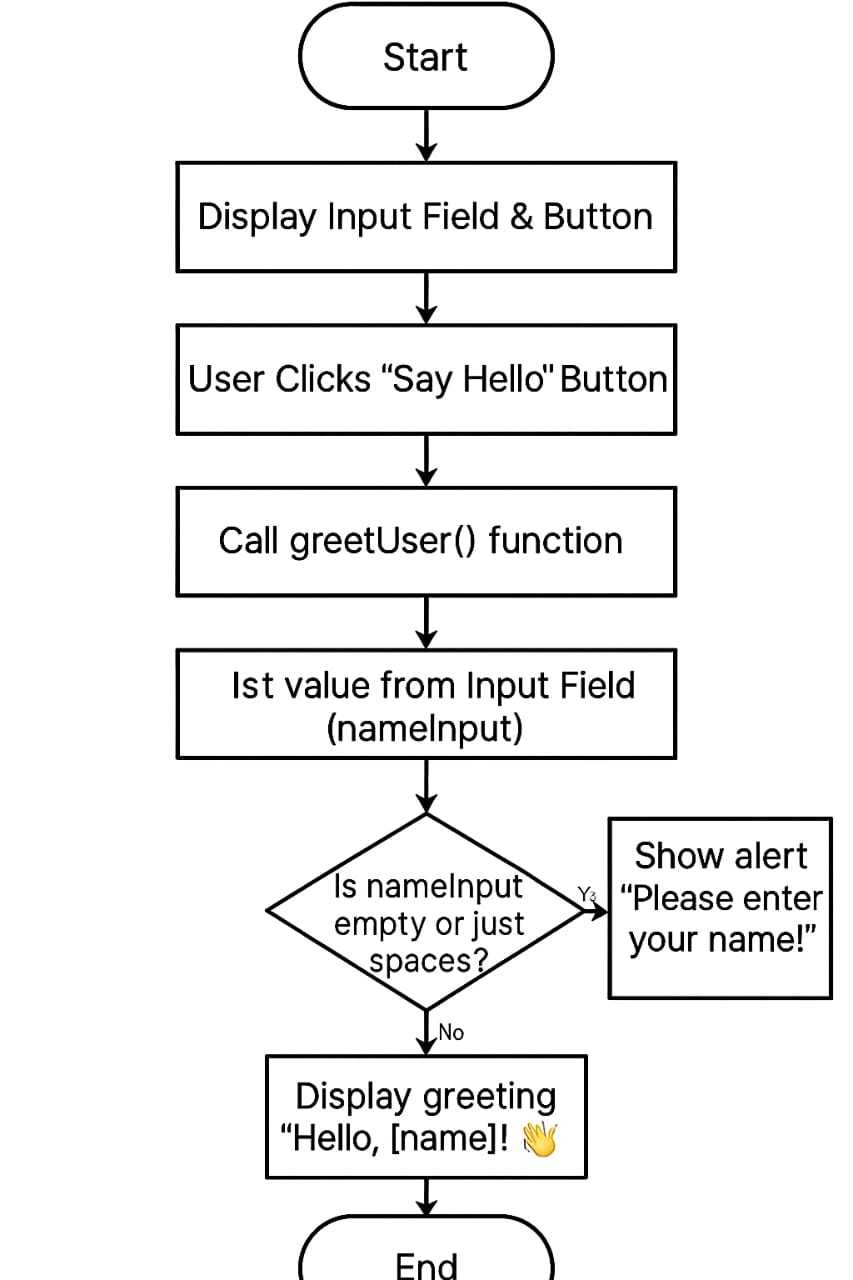 Start
Display Input Field & Button
User Clicks “Say Hello" Button
Call greetUser() function
Ist value from Input Field
(nameInput)
Is nameInput
empty or just
spaces?
Show alert
“Please enter
your name!”
No
Display greeting
“Hello, [name]! 👋
End